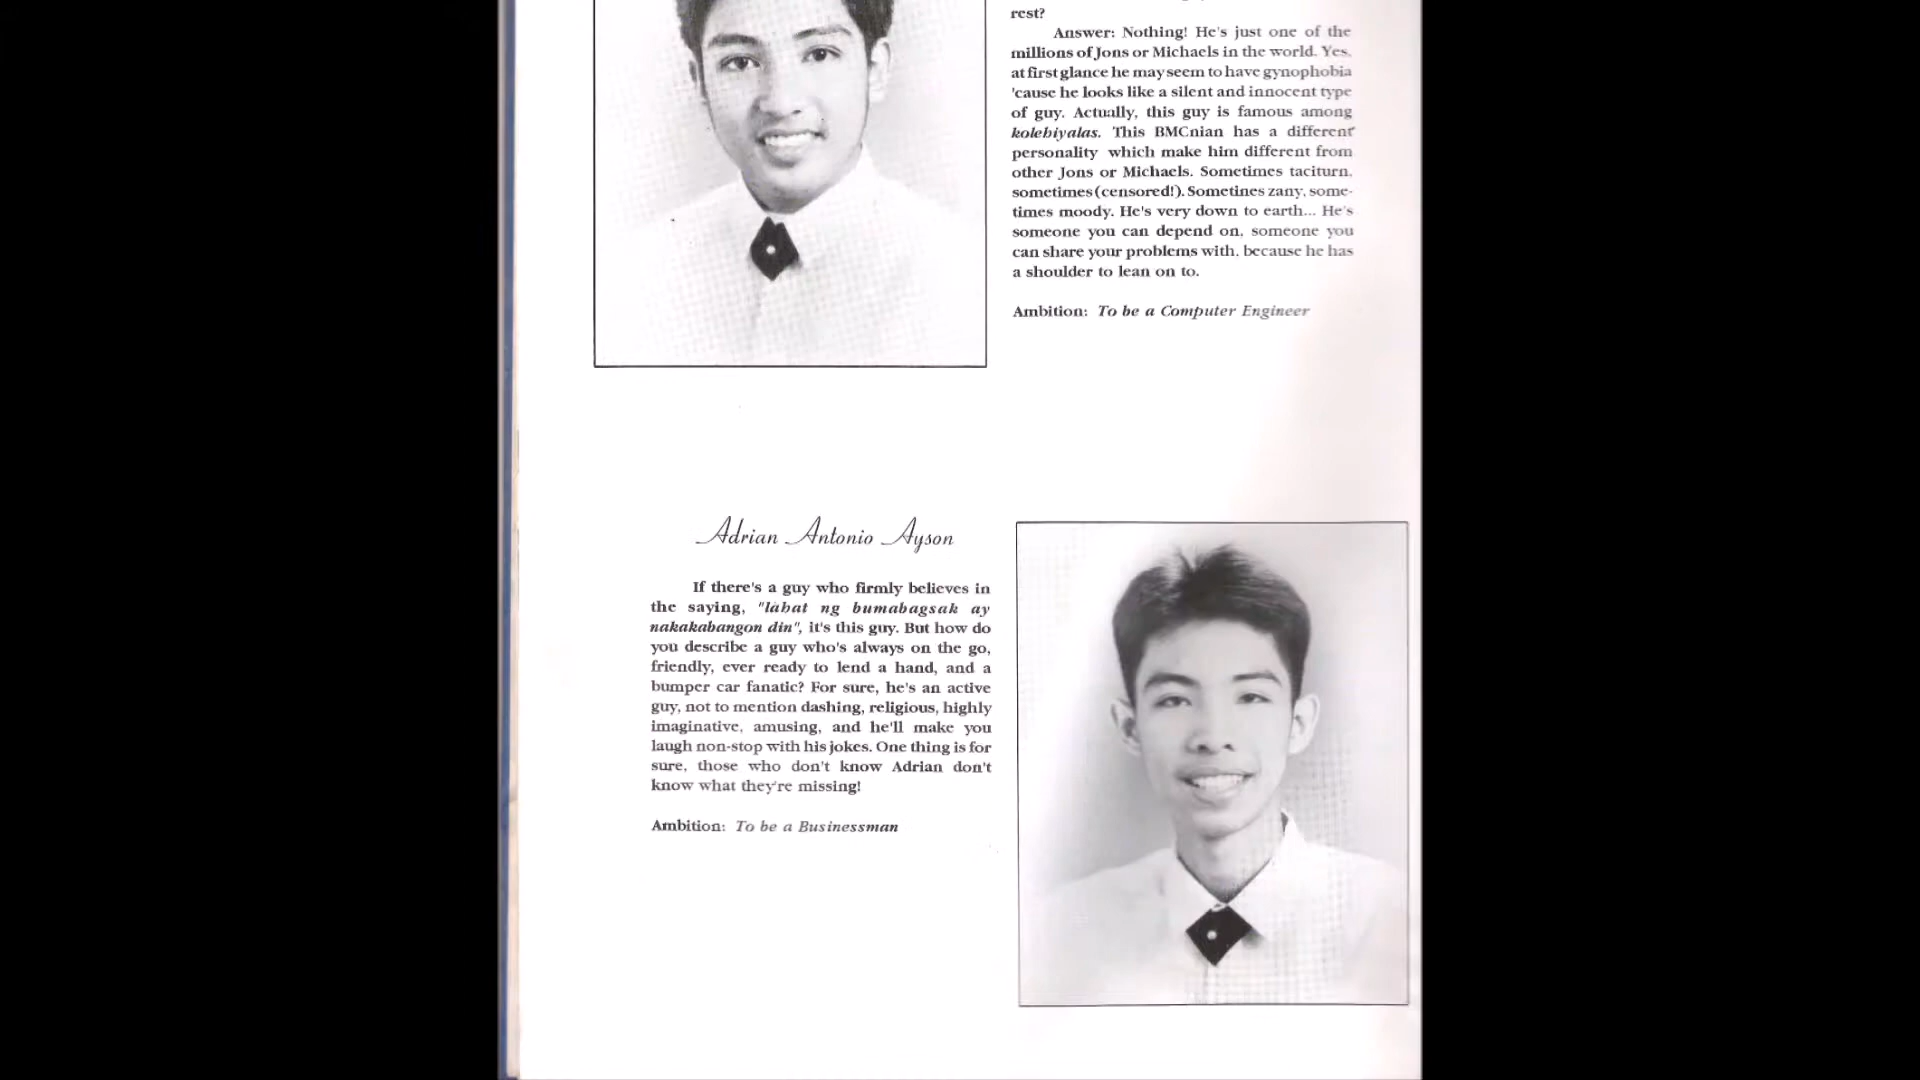 rest?
Answer: Nothing! He's just one of the
millions of Jons or Michaels in the world. Yes,
at first glance he may seem to have gynophobia
'cause he looks like a silent and innocent type
of guy. Actually, this guy is famous among
kolehiyalas. This BMCnian has a different
personality which make him different from
other Jons or Michaels. Sometimes taciturn,
sometimes (censored!). Sometines zany, some-
times moody. He's very down to earth... He's
someone you can depend on, someone you
can share your problems with, because he has
a shoulder to lean on to.
Ambition: To be a Computer Engineer
Adrian Antonio Ayson
If there's a guy who firmly believes in
the saying, "lahat ng bumabagsak ay
nakakabangon din", it's this guy. But how do
you describe a guy who's always on the go,
friendly, ever ready to lend a hand, and a
bumper car fanatic? For sure, he's an active
guy, not to mention dashing, religious, highly
imaginative, amusing, and he'll make you
laugh non-stop with his jokes. One thing is for
sure, those who don't know Adrian don't
know what they're missing!
Ambition: To be a Businessman